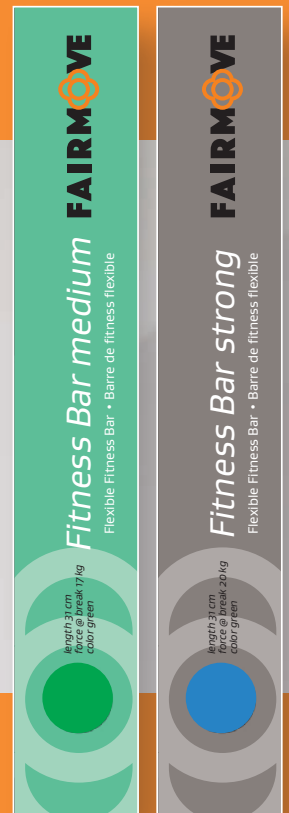 FAIRMOVE
Fitness Bar medium
Flexible Fitness Bar • Barre de fitness flexible
length 31 cm
force @ break 17 kg
color green
FAIRMOVE
Fitness Bar strong
Flexible Fitness Bar • Barre de fitness flexible
length 31 cm
force @ break 20 kg
color green